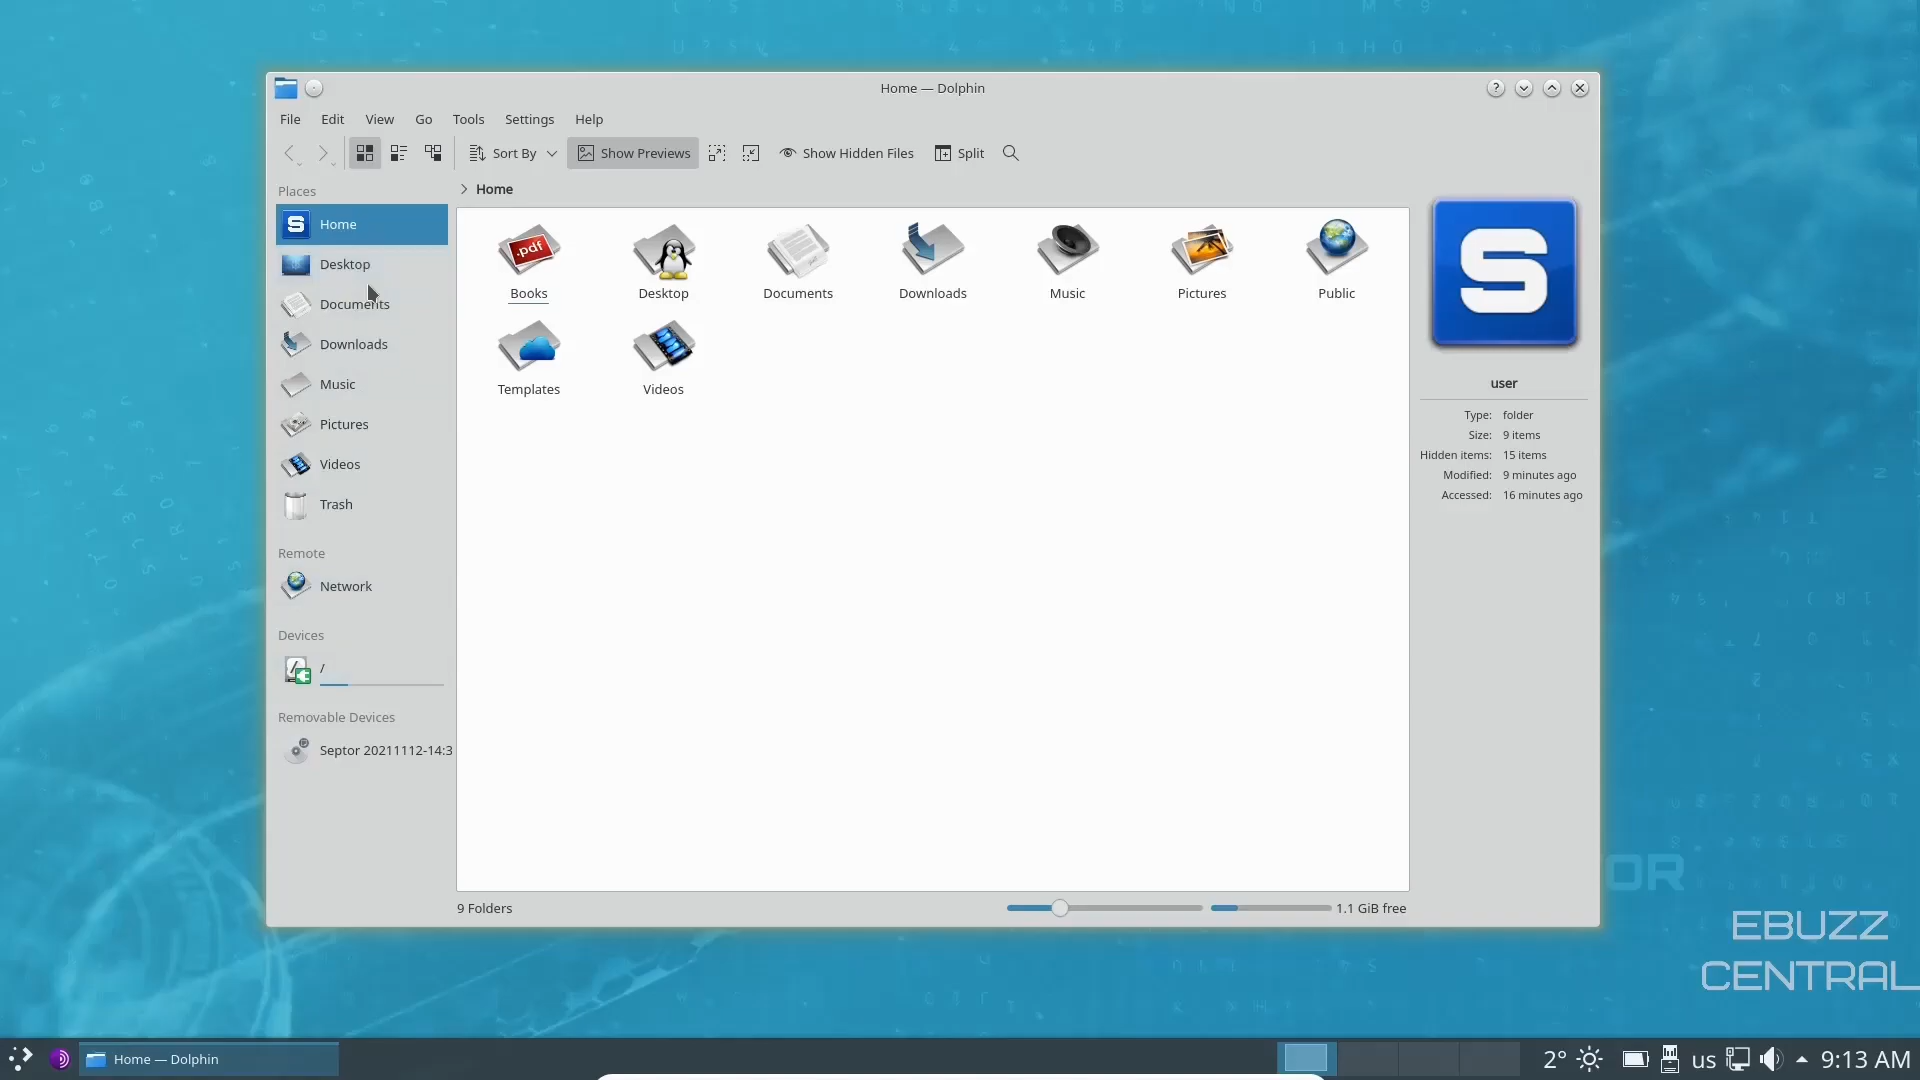 Home — Dolphin
File Edit View Go Tools Settings Help
Sort By Show Previews Show Hidden Files Split
Places
Home
Desktop
Documents
Downloads
Music
Pictures
Videos
Trash
Remote
Network
Devices
/
Removable Devices
Septor 20211112-14:3
Home
.pdf
Books Desktop Documents Downloads Music Pictures Public
Templates Videos
S
user
Type: folder
Size: 9 items
Hidden items: 15 items
Modified: 9 minutes ago
Accessed: 16 minutes ago
9 Folders
1.1 GiB free
OR
EBUZZ
CENTRAL
Home — Dolphin
2° us 9:13 AM